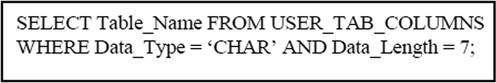 SELECT Table_Name FROM USER_TAB_COLUMNS
WHERE Data_Type = ‘CHAR’ AND Data_Length = 7;